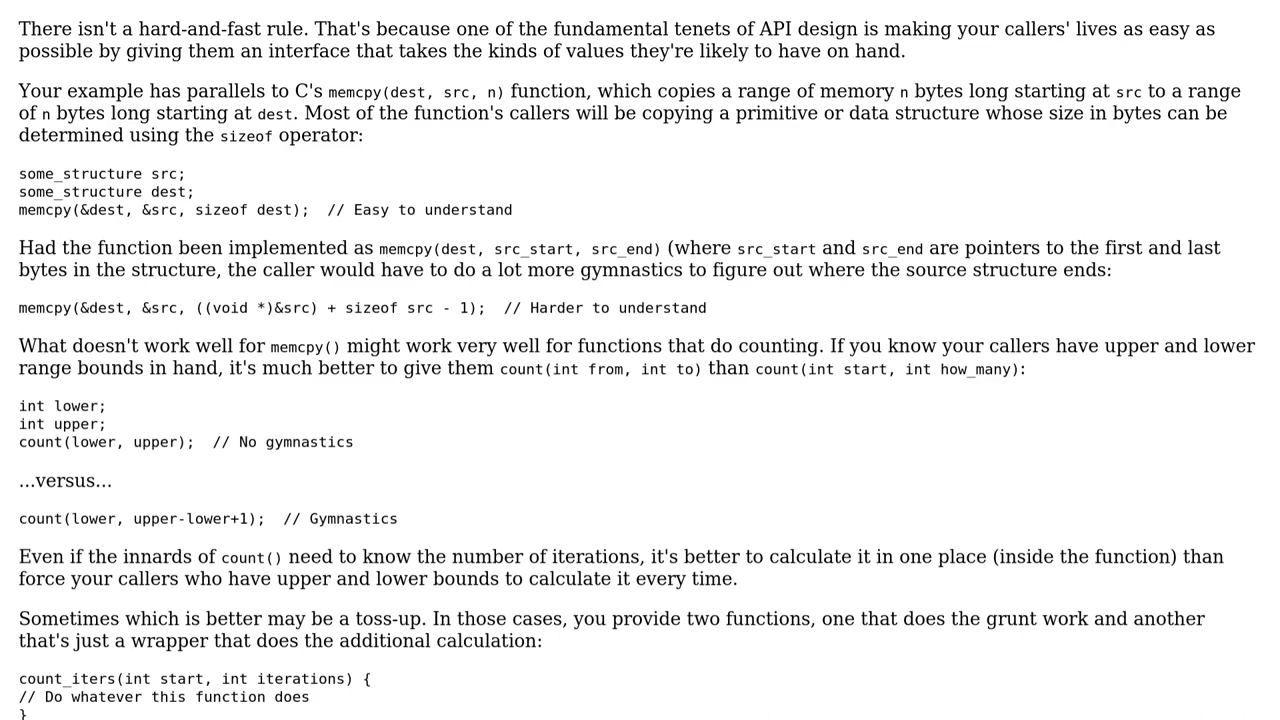 There isn't a hard-and-fast rule. That's because one of the fundamental tenets of API design is making your callers' lives as easy as
possible by giving them an interface that takes the kinds of values they're likely to have on hand.
Your example has parallels to C's memcpy(dest, src, n) function, which copies a range of memory n bytes long starting at src to a range
of n bytes long starting at dest. Most of the function's callers will be copying a primitive or data structure whose size in bytes can be
determined using the sizeof operator:
some_structure src;
some_structure dest;
memcpy(&dest, &src, sizeof dest);  // Easy to understand
Had the function been implemented as memcpy(dest, src_start, src_end) (where src_start and src_end are pointers to the first and last
bytes in the structure, the caller would have to do a lot more gymnastics to figure out where the source structure ends:
memcpy(&dest, &src, ((void *)&src) + sizeof src - 1);  // Harder to understand
What doesn't work well for memcpy() might work very well for functions that do counting. If you know your callers have upper and lower
range bounds in hand, it's much better to give them count(int from, int to) than count(int start, int how_many):
int lower;
int upper;
count(lower, upper);  // No gymnastics
...versus...
count(lower, upper-lower+1);  // Gymnastics
Even if the innards of count() need to know the number of iterations, it's better to calculate it in one place (inside the function) than
force your callers who have upper and lower bounds to calculate it every time.
Sometimes which is better may be a toss-up. In those cases, you provide two functions, one that does the grunt work and another
that's just a wrapper that does the additional calculation:
count_iters(int start, int iterations) {
// Do whatever this function does
}